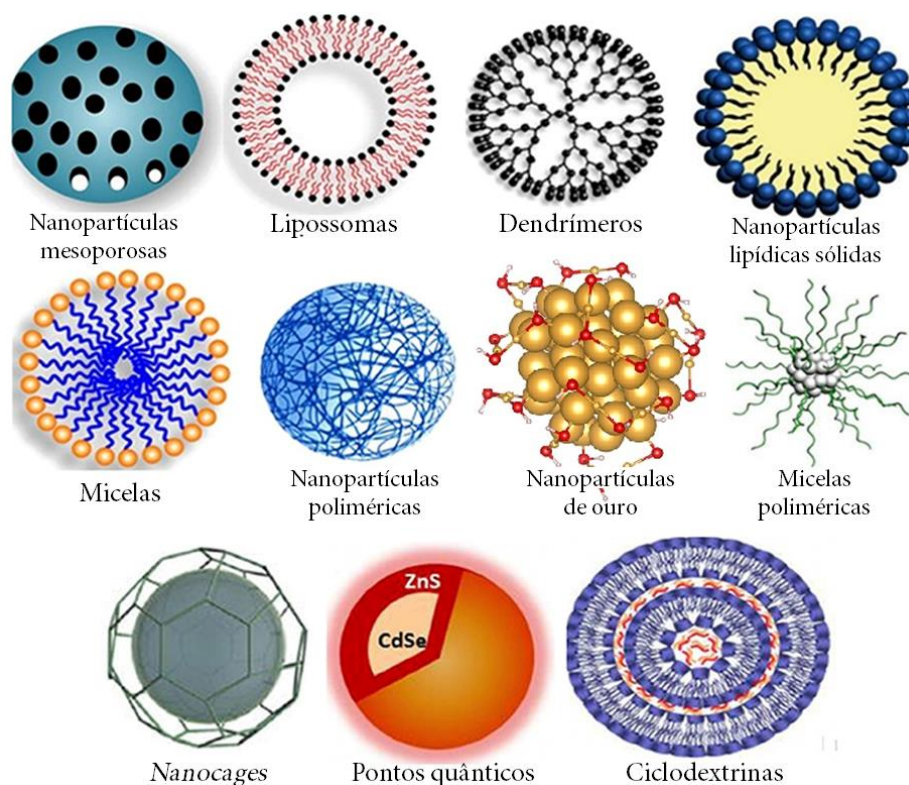 Nanopartículas
mesoporosas
Lipossomas
Dendrímeros
Nanopartículas
lipídicas sólidas
Micelas
Nanopartículas
poliméricas
Nanopartículas
de ouro
Micelas
poliméricas
ZnS
CdSe
Nanocages
Pontos quânticos
Ciclodextrinas